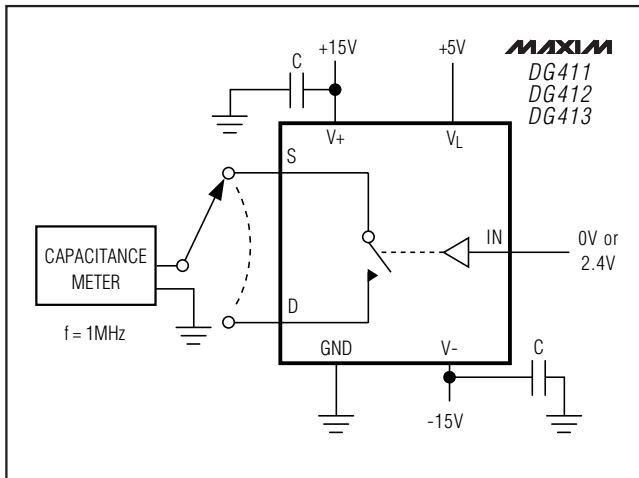 +15V
+5V
MAXIM
DG411
DG412
DG413
C
V+
VL
S
IN
0V or
2.4V
CAPACITANCE
METER
f = 1MHz
D
GND
V-
C
-15V